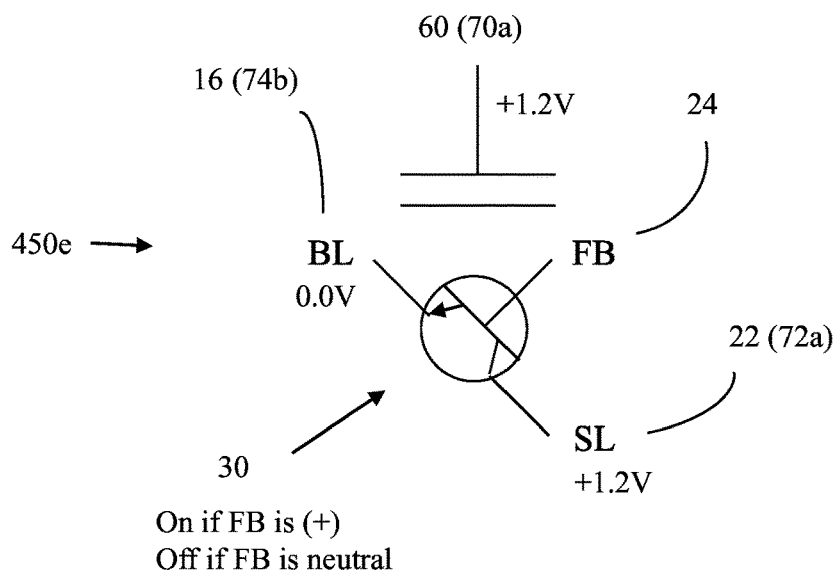 60 (70a)
16 (74b)
+1.2V
24
450e
BL
FB
0.0V
22 (72a)
SL
30
+1.2V
On if FB is (+)
Off if FB is neutral